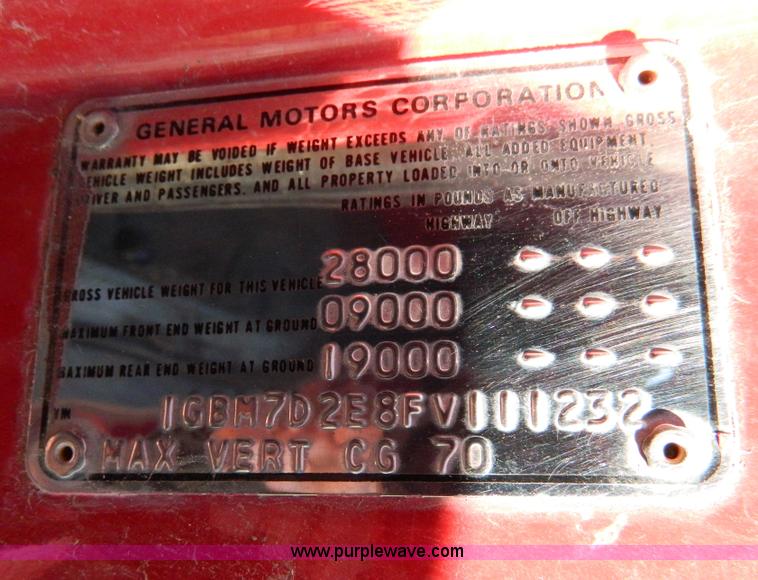 GENERAL MOTORS CORPORATION
WARRANTY MAY BE VOIDED IF WEIGHT EXCEEDS ANY OF RATINGS SHOWN GROSS
VEHICLE WEIGHT INCLUDES WEIGHT OF BASE VEHICLE, ALL ADDED EQUIPMENT,
DRIVER AND PASSENGERS, AND ALL PROPERTY LOADED INTO OR ONTO VEHICLE
RATINGS IN POUNDS AS MANUFACTURED
HIGHWAY OFF HIGHWAY
GROSS VEHICLE WEIGHT FOR THIS VEHICLE 28000 - - -
MAXIMUM FRONT END WEIGHT AT GROUND 09000 - - -
MAXIMUM REAR END WEIGHT AT GROUND 19000 - - -
VIN 1GBM7D2E8FV111232
MAX VERT CG 70
www.purplewave.com